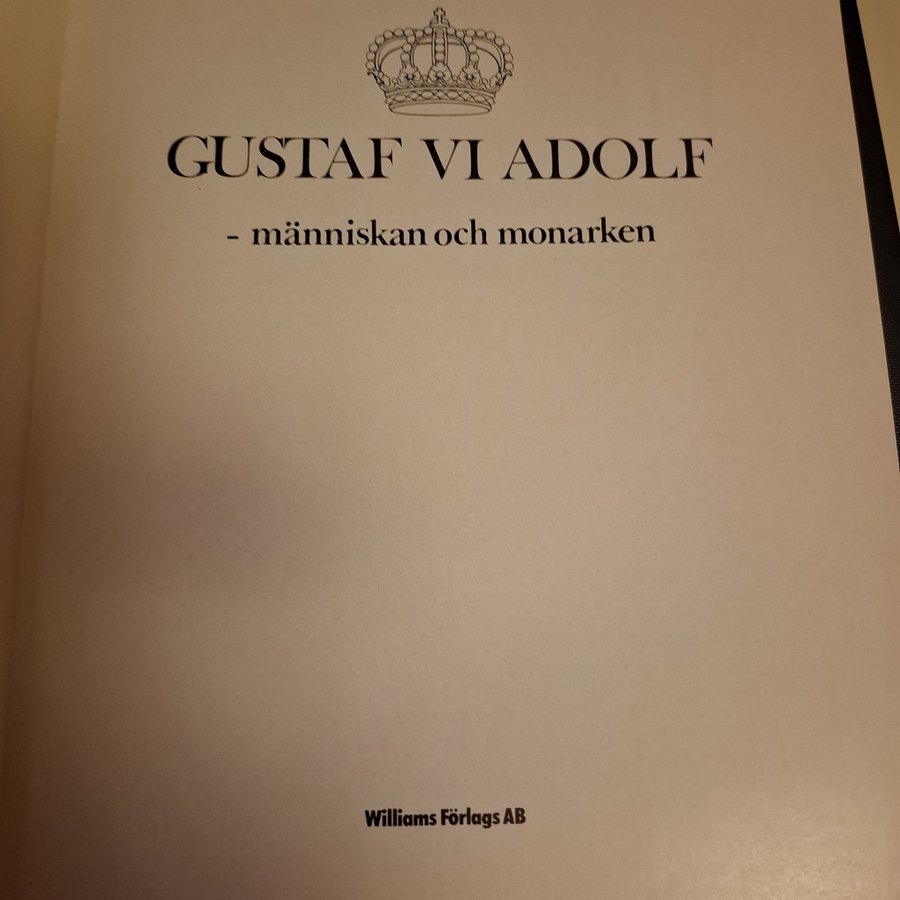 GUSTAF VI ADOLF
- människan och monarken
Williams Förlags AB